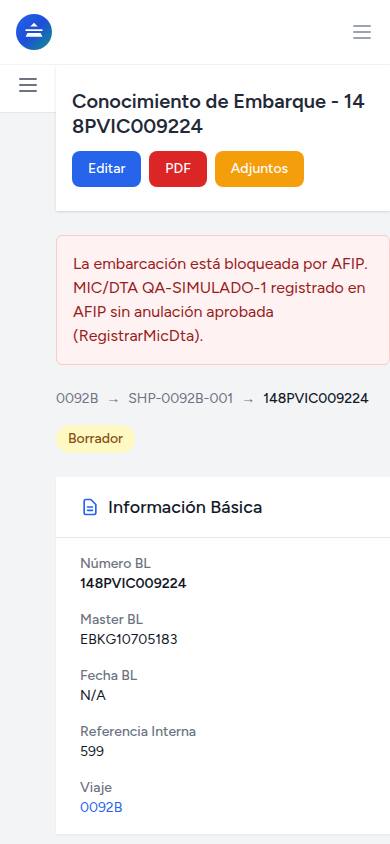 Conocimiento de Embarque - 14
8PVIC009224
Editar
PDF
Adjuntos
La embarcación está bloqueada por AFIP.
MIC/DTA QA-SIMULADO-1 registrado en
AFIP sin anulación aprobada
(RegistrarMicDta).
0092B → SHP-0092B-001 → 148PVIC009224
Borrador
Información Básica
Número BL
148PVIC009224
Master BL
EBKG10705183
Fecha BL
N/A
Referencia Interna
599
Viaje
0092B